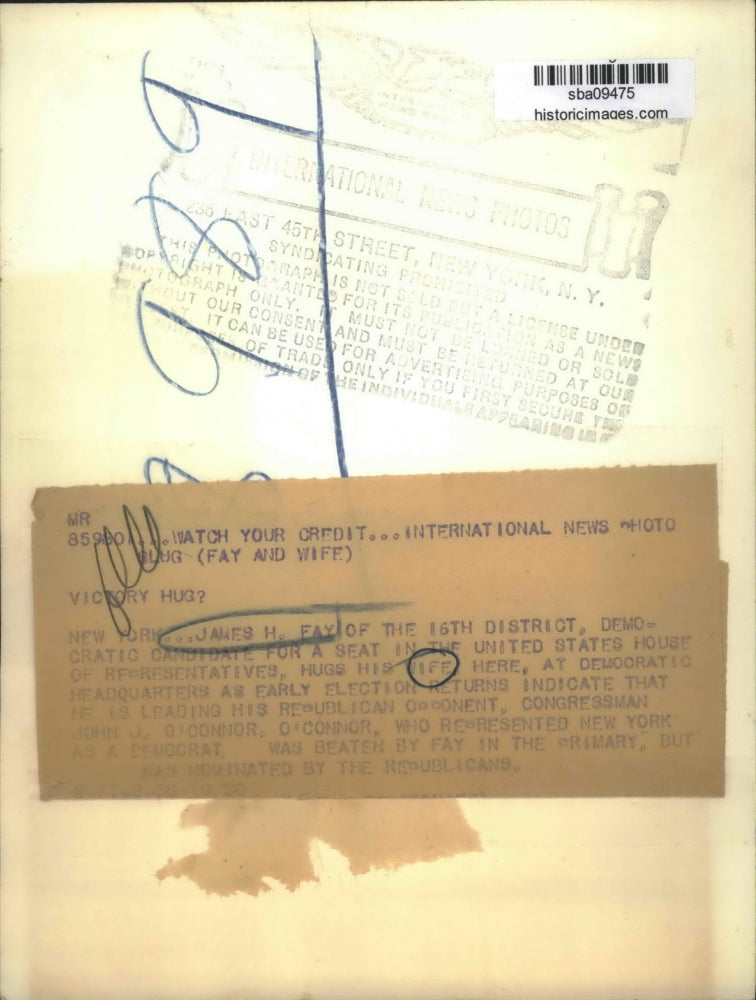 sba09475
historicimages.com
INTERNATIONAL NEWS PHOTOS
235 EAST 45TH STREET, NEW YORK, N. Y.
SYNDICATING PROHIBITED
THIS PHOTOGRAPH IS NOT SOLD BUT A LICENSE UNDER
COPYRIGHT IS GRANTED FOR ITS PUBLICATION AS A NEWS
PHOTOGRAPH ONLY. IT MUST NOT BE LOANED OR SOLD
OUT OUR CONSENT AND MUST BE RETURNED AT OUR
IT CAN BE USED FOR ADVERTISING PURPOSES OR
OF TRADE ONLY IF YOU FIRST SECURE THE
PERMISSION OF THE INDIVIDUALS APPEARING IN
MR
WATCH YOUR CREDIT...INTERNATIONAL NEWS PHOTO
SLUG (FAY AND WIFE)
VICTORY HUG?
NEW YORK...JAMES H. FAY OF THE 16TH DISTRICT, DEMO-
CRATIC CANDIDATE FOR A SEAT IN THE UNITED STATES HOUSE
OF REPRESENTATIVES, HUGS HIS WIFE HERE, AT DEMOCRATIC
HEADQUARTERS AS EARLY ELECTION RETURNS INDICATE THAT
HE IS LEADING HIS REPUBLICAN OPPONENT, CONGRESSMAN
JOHN J. O'CONNOR. O'CONNOR, WHO REPRESENTED NEW YORK
AS A DEMOCRAT WAS BEATEN BY FAY IN THE PRIMARY, BUT
WAS NOMINATED BY THE REPUBLICANS.